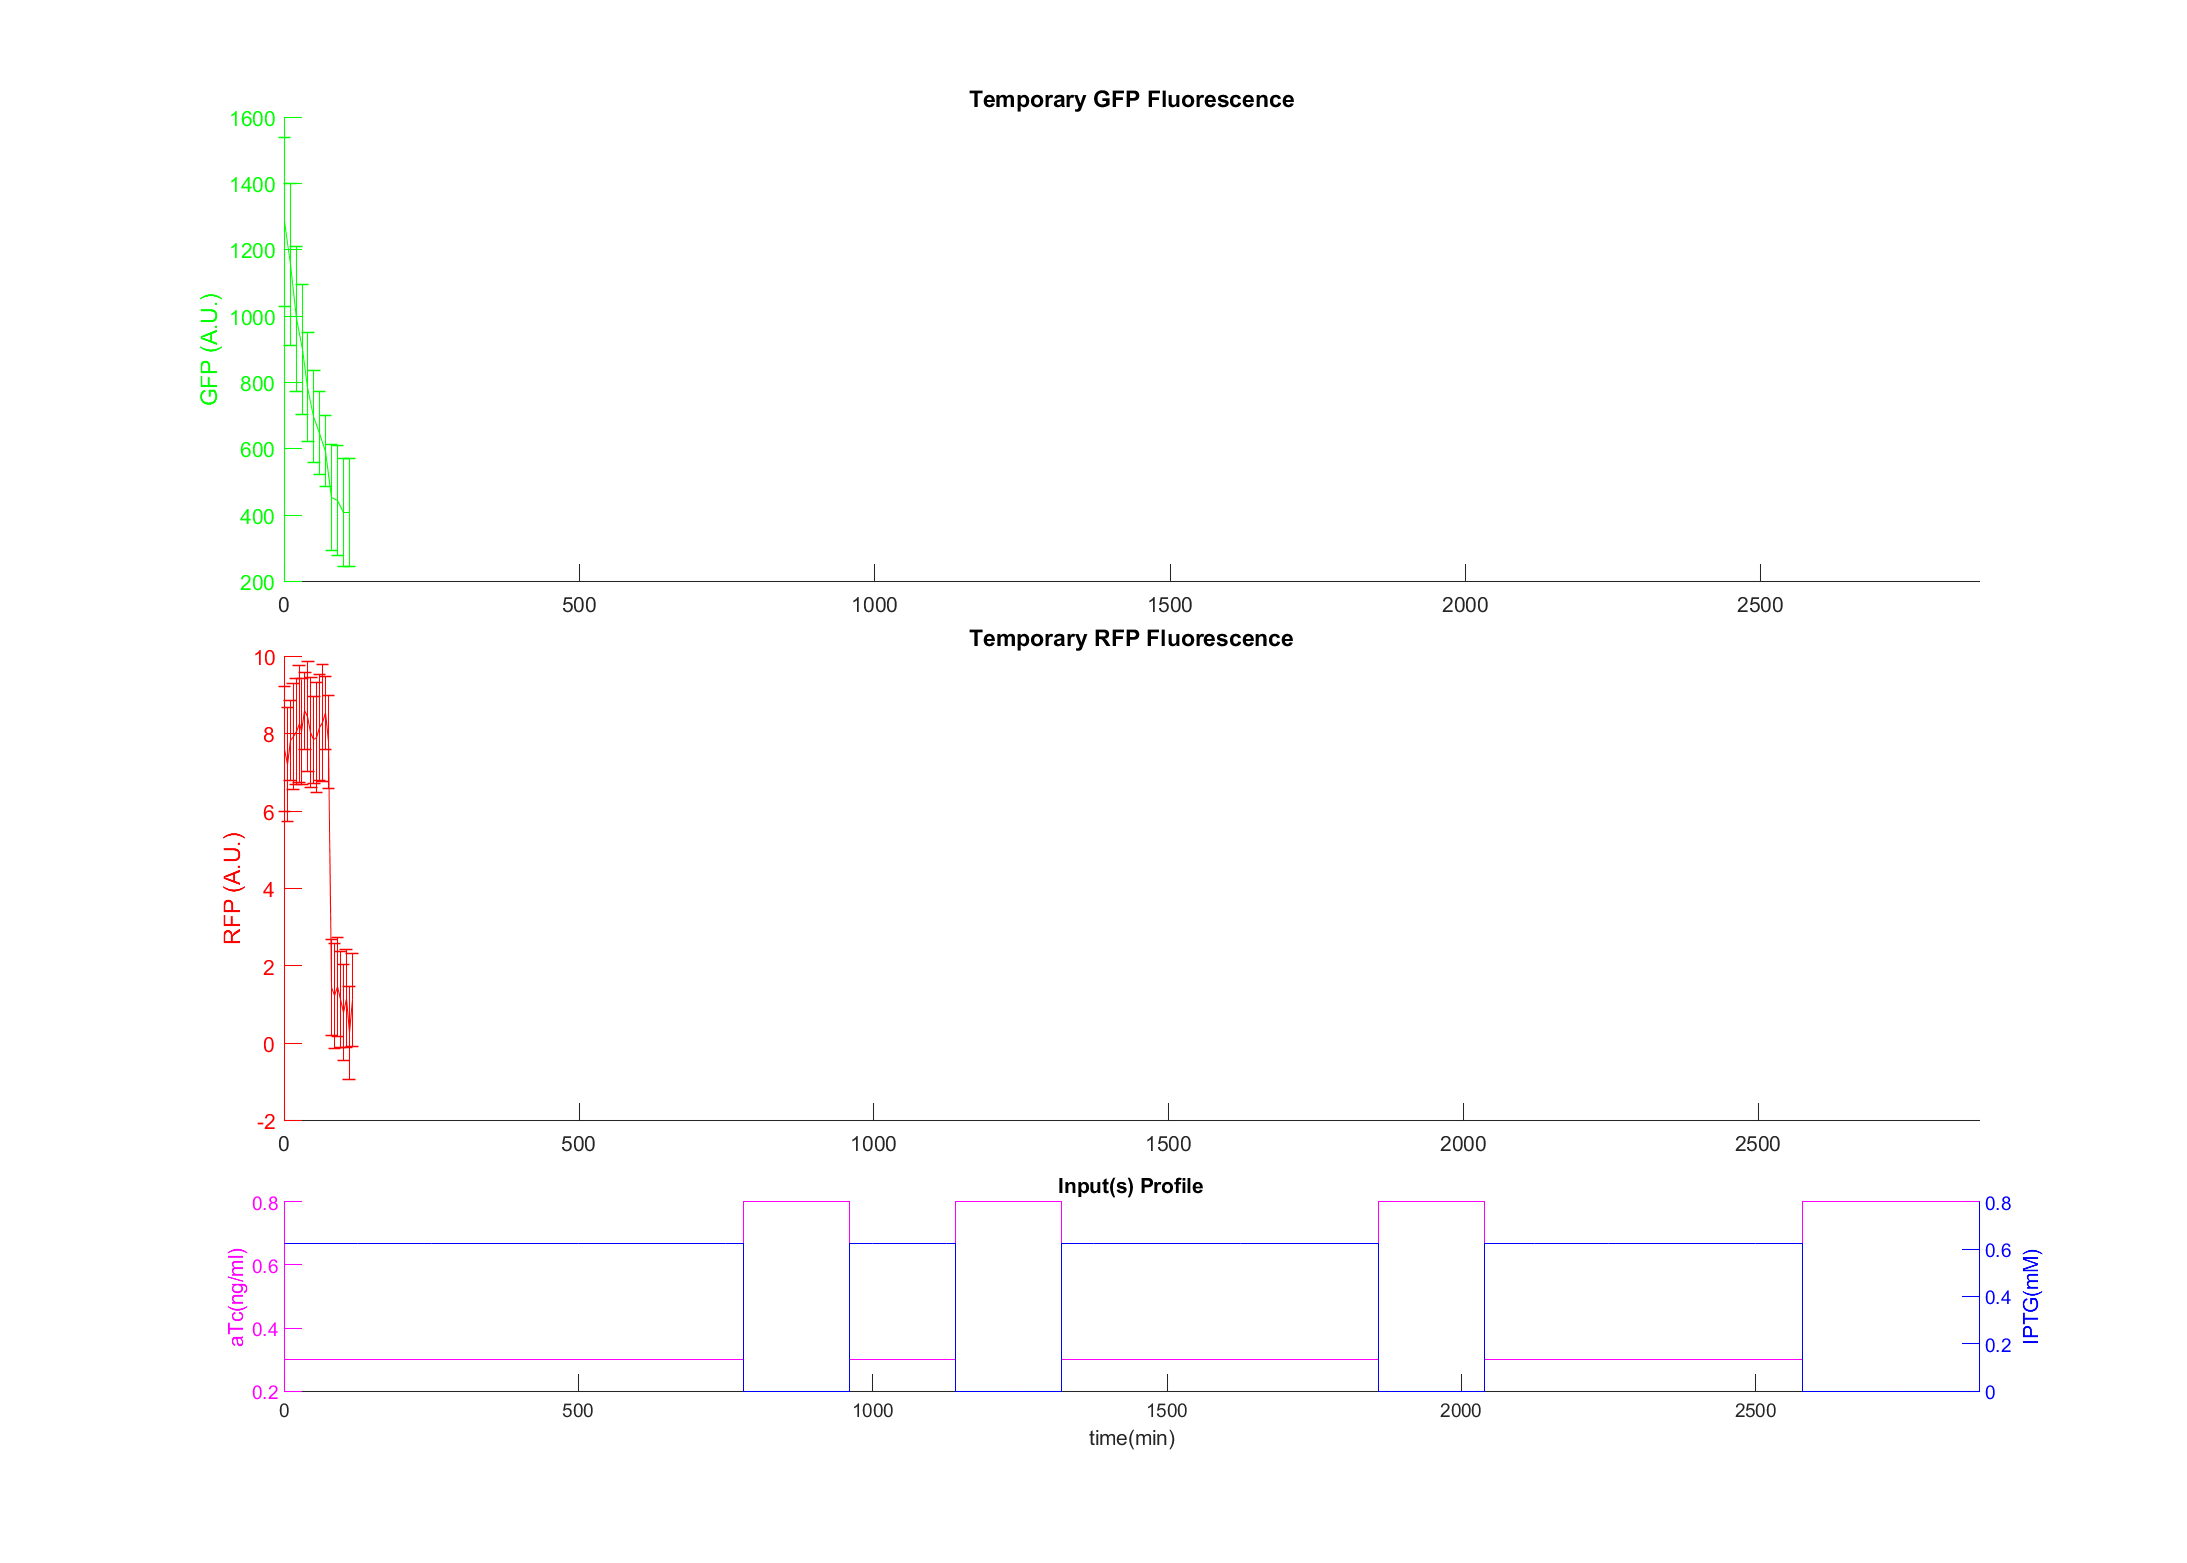 Temporary GFP Fluorescence
1600
1400
1200
1000
800
600
400
200
GFP (A.U.)
0 500 1000 1500 2000 2500
Temporary RFP Fluorescence
10
8
6
4
2
0
-2
RFP (A.U.)
0 500 1000 1500 2000 2500
Input(s) Profile
0.8
0.6
0.4
0.2
aTc(ng/ml)
0.8
0.6
0.4
0.2
0
IPTG(mM)
0 500 1000 1500 2000 2500
time(min)